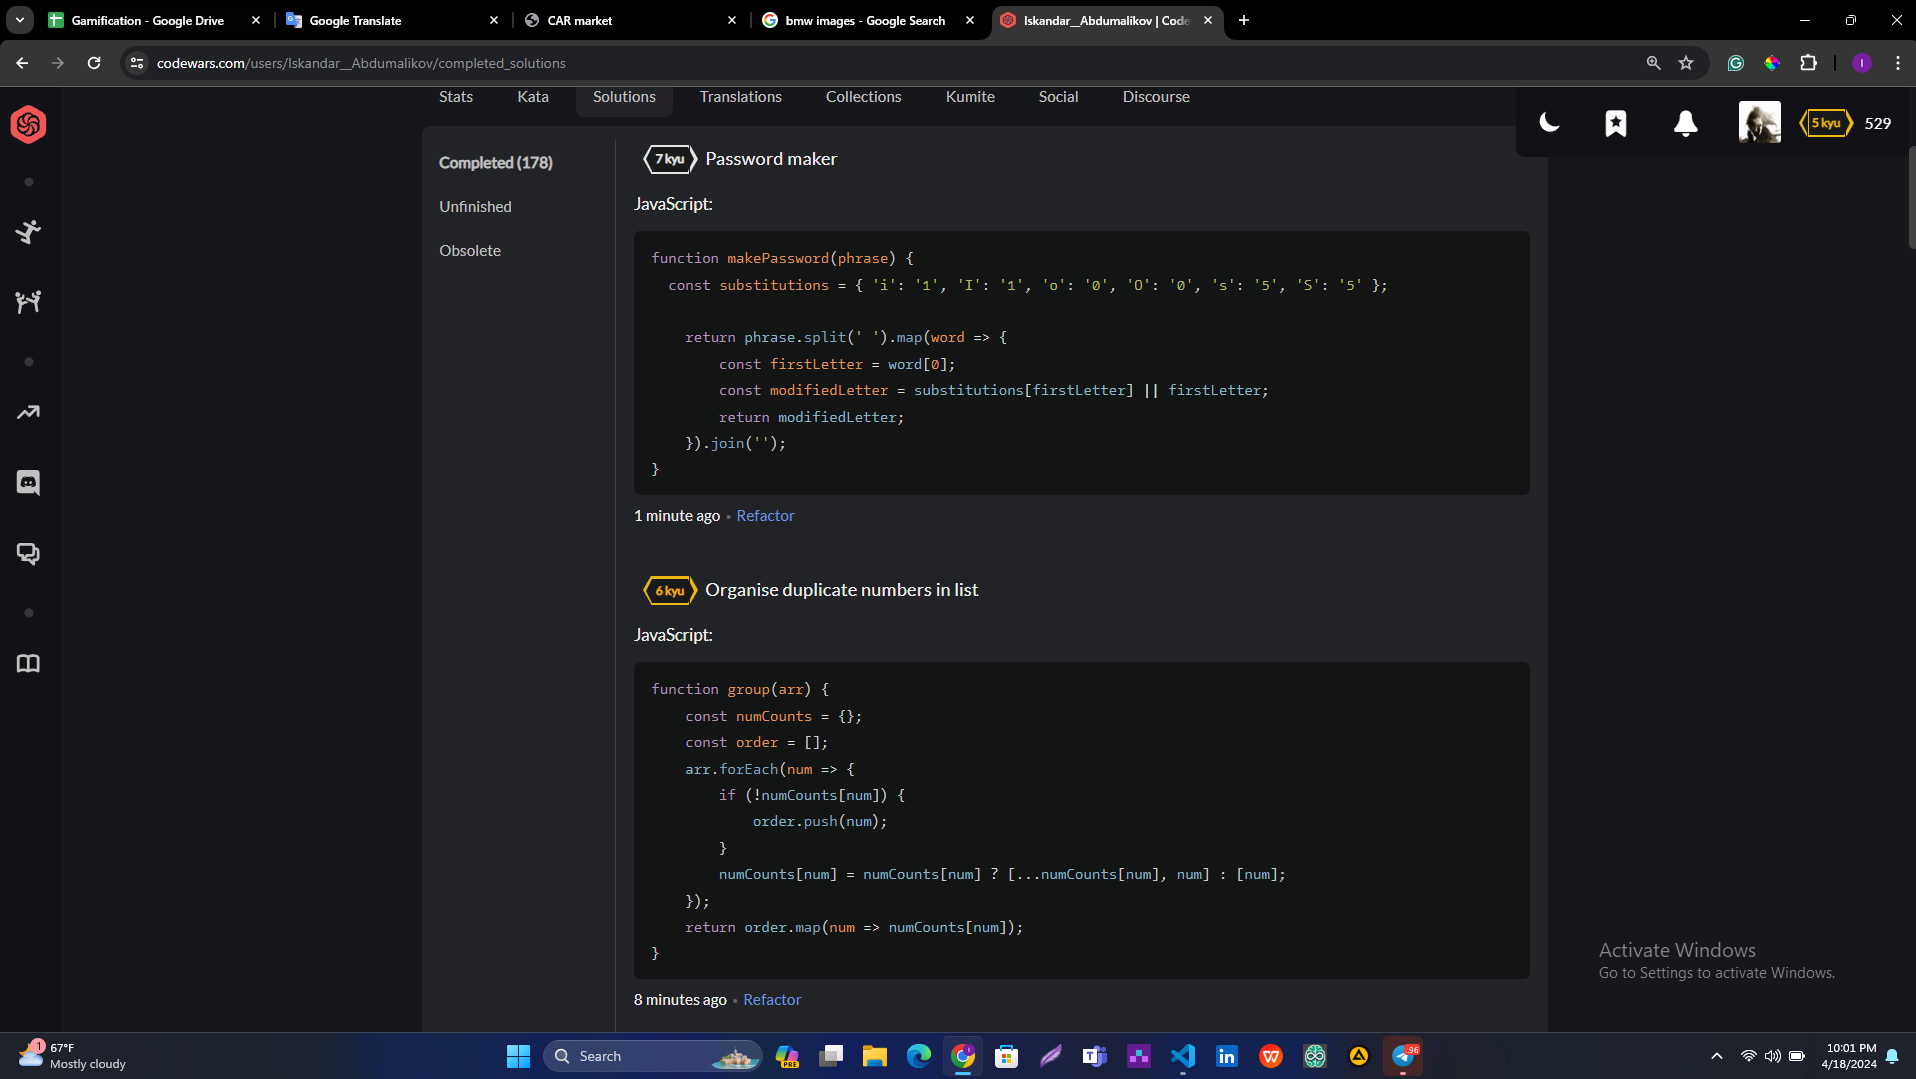 Gamification - Google Drive
Google Translate
CAR market
bmw images - Google Search
Iskandar__Abdumalikov | Code
codewars.com/users/Iskandar__Abdumalikov/completed_solutions
Stats
Kata
Solutions
Translations
Collections
Kumite
Social
Discourse
5 kyu
529
Completed (178)
Unfinished
Obsolete
7 kyu
Password maker
JavaScript:
function makePassword(phrase) {
const substitutions = { 'i': '1', 'I': '1', 'o': '0', 'O': '0', 's': '5', 'S': '5' };
return phrase.split(' ').map(word => {
const firstLetter = word[0];
const modifiedLetter = substitutions[firstLetter] || firstLetter;
return modifiedLetter;
}).join('');
}
1 minute ago • Refactor
6 kyu
Organise duplicate numbers in list
JavaScript:
function group(arr) {
const numCounts = {};
const order = [];
arr.forEach(num => {
if (!numCounts[num]) {
order.push(num);
}
numCounts[num] = numCounts[num] ? [...numCounts[num], num] : [num];
});
return order.map(num => numCounts[num]);
}
8 minutes ago • Refactor
Activate Windows
Go to Settings to activate Windows.
1
67°F
Mostly cloudy
Search
PRE
96
10:01 PM
4/18/2024